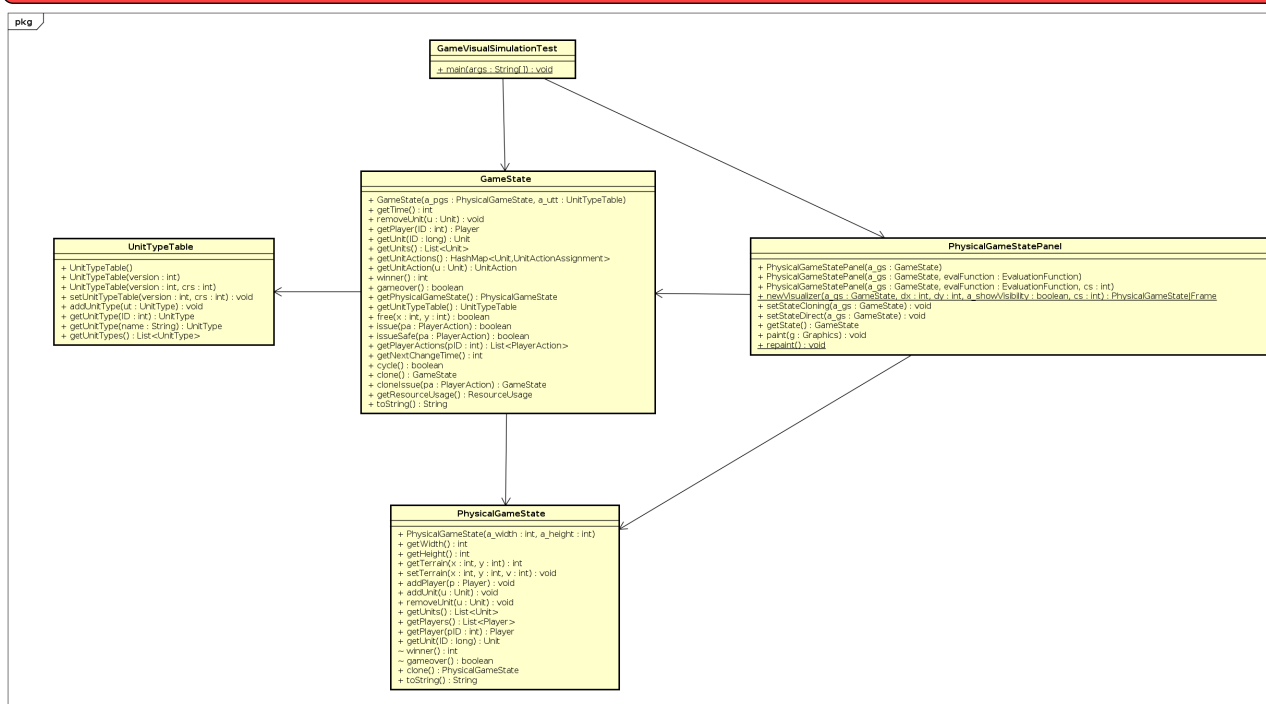 pkg
GameVisualSimulationTest
+ main(args : String[]) : void
GameState
+ GameState(a_pgs : PhysicalGameState, a_utt : UnitTypeTable)
+ getTime() : int
+ removeUnit(u : Unit) : void
+ getPlayer(ID : int) : Player
+ getUnit(ID : long) : Unit
+ getUnits() : List<Unit>
+ getUnitActions() : HashMap<Unit,UnitActionAssignment>
+ getUnitAction(u : Unit) : UnitAction
+ winner() : int
+ gameover() : boolean
+ getPhysicalGameState() : PhysicalGameState
+ getUnitTypeTable() : UnitTypeTable
+ free(x : int, y : int) : boolean
+ issue(pa : PlayerAction) : boolean
+ issueSafe(pa : PlayerAction) : boolean
+ getPlayerActions(pID : int) : List<PlayerAction>
+ getNextChangeTime() : int
+ cycle() : boolean
+ clone() : GameState
+ cloneIssue(pa : PlayerAction) : GameState
+ getResourceUsage() : ResourceUsage
+ toString() : String
UnitTypeTable
+ UnitTypeTable()
+ UnitTypeTable(version : int)
+ UnitTypeTable(version : int, crs : int)
+ setUnitTypeTable(version : int, crs : int) : void
+ addUnitType(ut : UnitType) : void
+ getUnitType(ID : int) : UnitType
+ getUnitType(name : String) : UnitType
+ getUnitTypes() : List<UnitType>
PhysicalGameStatePanel
+ PhysicalGameStatePanel(a_gs : GameState)
+ PhysicalGameStatePanel(a_gs : GameState, evalFunction : EvaluationFunction)
+ PhysicalGameStatePanel(a_gs : GameState, evalFunction : EvaluationFunction, cs : int)
+ newVisualizer(a_gs : GameState, dx : int, dy : int, a_showVisibility : boolean, cs : int) : PhysicalGameStateJFrame
+ setStateCloning(a_gs : GameState) : void
+ setStateDirect(a_gs : GameState) : void
+ getState() : GameState
+ paint(g : Graphics) : void
+ repaint() : void
PhysicalGameState
+ PhysicalGameState(a_width : int, a_height : int)
+ getWidth() : int
+ getHeight() : int
+ getTerrain(x : int, y : int) : int
+ setTerrain(x : int, y : int, v : int) : void
+ addPlayer(p : Player) : void
+ addUnit(u : Unit) : void
+ removeUnit(u : Unit) : void
+ getUnits() : List<Unit>
+ getPlayers() : List<Player>
+ getPlayer(pID : int) : Player
+ getUnit(ID : long) : Unit
~ winner() : int
~ gameover() : boolean
+ clone() : PhysicalGameState
+ toString() : String